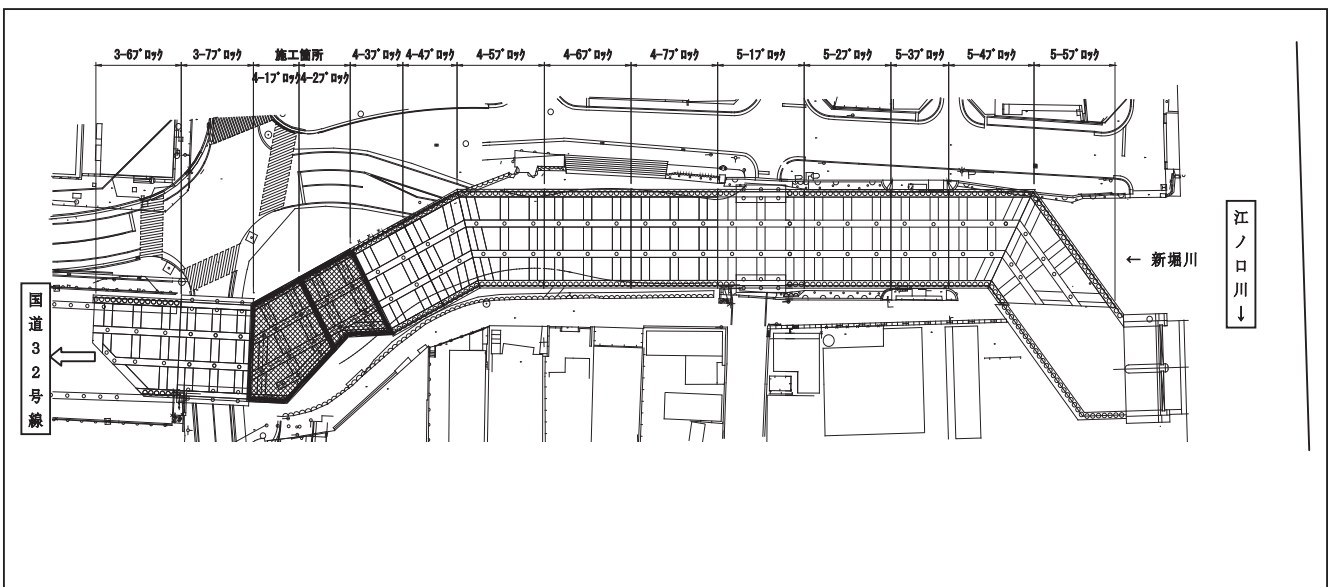 3-6ブロック 3-7ブロック 施工箇所 4-3ブロック 4-4ブロック 4-5ブロック 4-6ブロック 4-7ブロック 5-1ブロック 5-2ブロック 5-3ブロック 5-4ブロック 5-5ブロック
4-1ブロック 4-2ブロック
江ノ口川↓
← 新堀川
国道32号線